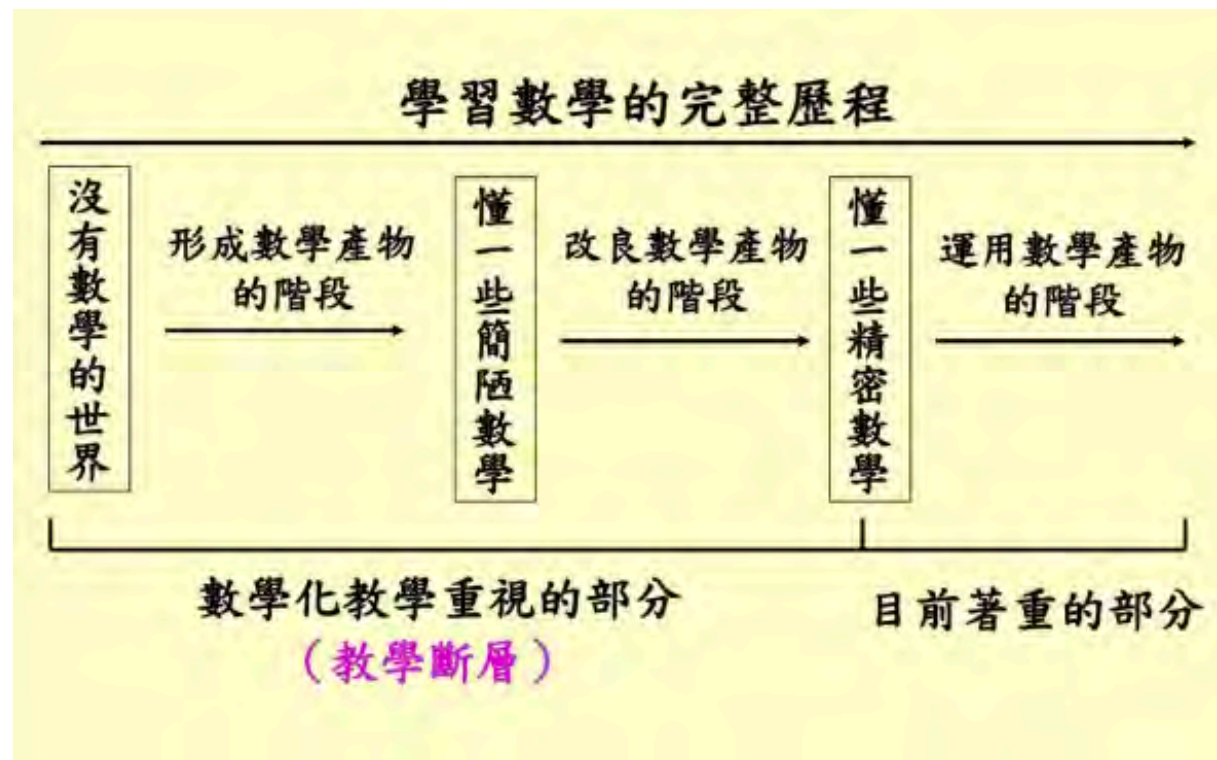 學習數學的完整歷程
沒有數學的世界
形成數學產物
的階段
懂一些簡陋數學
改良數學產物
的階段
懂一些精密數學
運用數學產物
的階段
數學化教學重視的部分
（教學斷層）
目前著重的部分